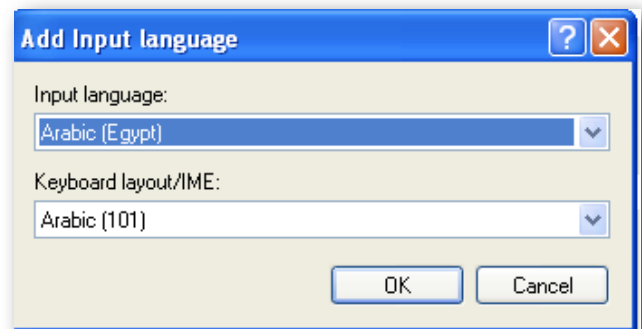 Add Input language
Input language:
Arabic (Egypt)
Keyboard layout/IME:
Arabic (101)
OK Cancel